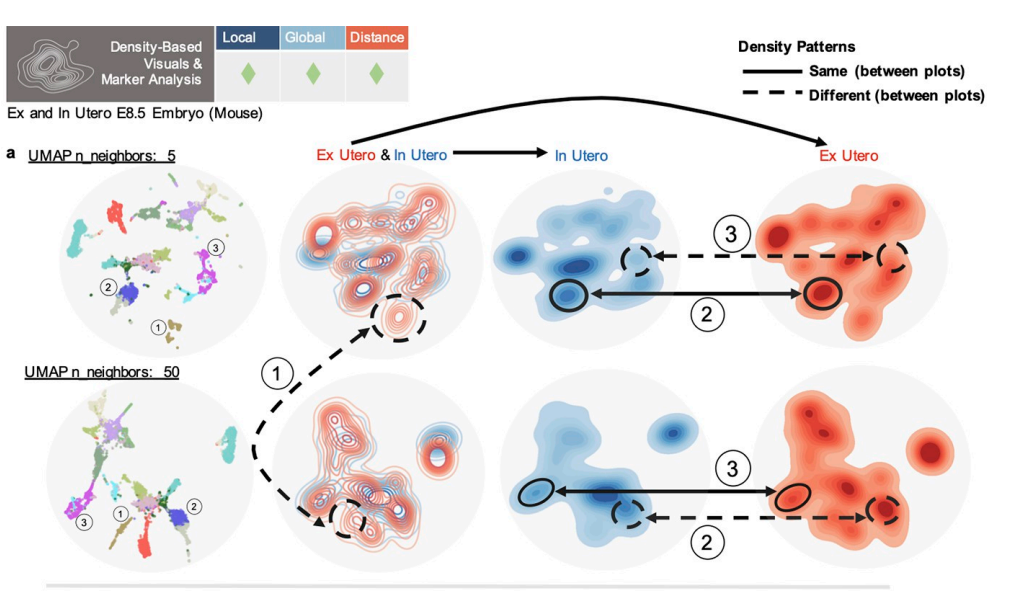 Density-Based
Visuals &
Marker Analysis
Local Global Distance
Ex and In Utero E8.5 Embryo (Mouse)
Density Patterns
Same (between plots)
Different (between plots)
a UMAP n_neighbors: 5
Ex Utero & In Utero
In Utero
Ex Utero
3
2
1
3
2
UMAP n_neighbors: 50
1
3
2
1
2
3